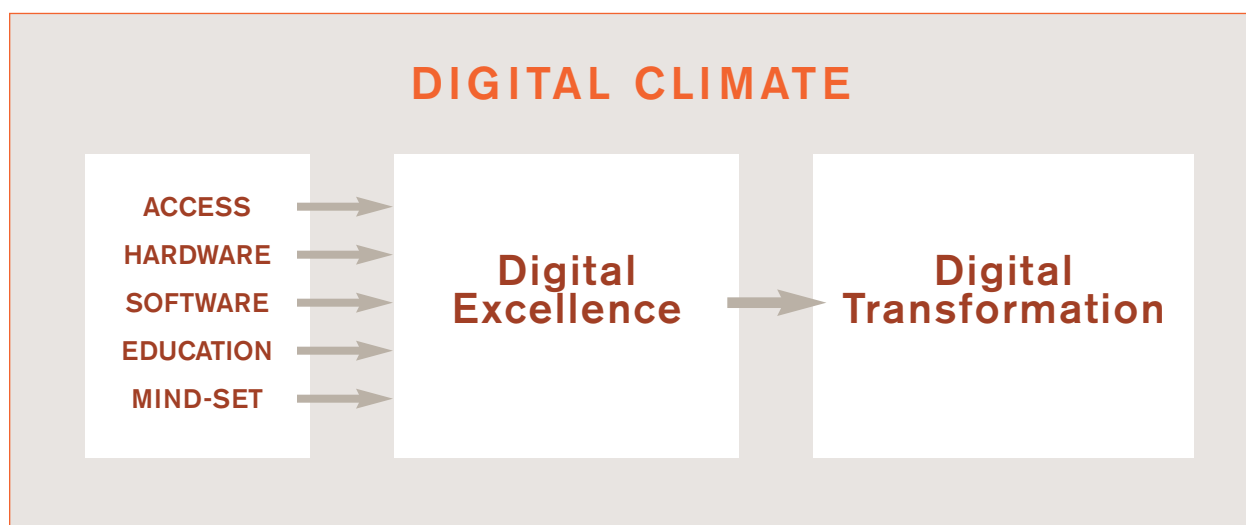 DIGITAL CLIMATE
ACCESS
HARDWARE
SOFTWARE
EDUCATION
MIND-SET
Digital
Excellence
Digital
Transformation